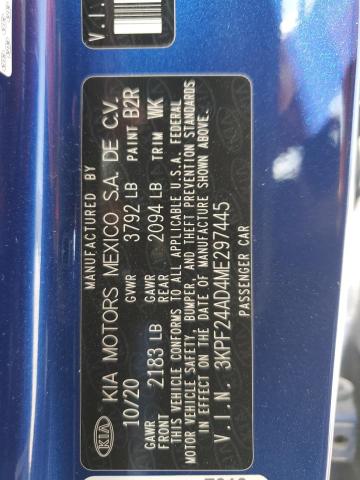 MANUFACTURED BY
KIA KIA MOTORS MEXICO S.A. DE C.V.
10/20 GVWR 3792 LB PAINT B2R
GAWR FRONT 2183 LB GAWR REAR 2094 LB TRIM WK
THIS VEHICLE CONFORMS TO ALL APPLICABLE U.S.A. FEDERAL
MOTOR VEHICLE SAFETY, BUMPER, AND THEFT PREVENTION STANDARDS
IN EFFECT ON THE DATE OF MANUFACTURE SHOWN ABOVE.
V.I.N. 3KPF24AD4ME297445
PASSENGER CAR